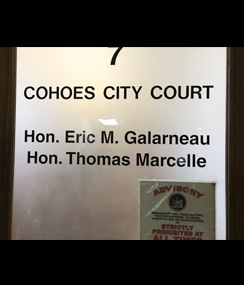 7
COHOES CITY COURT
Hon. Eric M. Galarneau
Hon. Thomas Marcelle
ADVISORY
STRICTLY
PROHIBITED AT
ALL TIMES